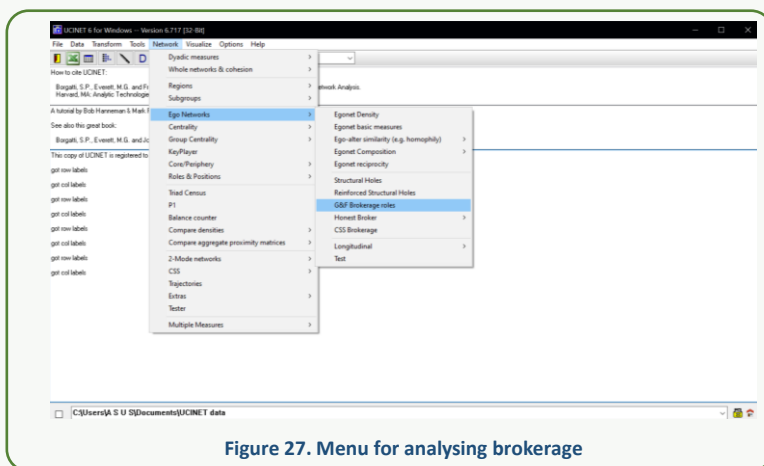 UCINET 6 for Windows -- Version 6.717 [32-Bit]
File Data Transform Tools Network Visualize Options Help
How to cite UCINET:
Borgatti, S.P., Everett, M.G. and
Harvard, MA: Analytic Technologie
etwork Analysis.
A tutorial by Bob Hanneman & Mark
See also this great book:
Borgatti, S.P., Everett, M.G. and Jo
This copy of UCINET is registered to
got row labels
got col labels
got row labels
got col labels
got row labels
got col labels
got row labels
got col labels
Dyadic measures
Whole networks & cohesion
Regions
Subgroups
Ego Networks
Centrality
Group Centrality
KeyPlayer
Core/Periphery
Roles & Positions
Triad Census
P1
Balance counter
Compare densities
Compare aggregate proximity matrices
2-Mode networks
CSS
Trajectories
Extras
Tester
Multiple Measures
Egonet Density
Egonet basic measures
Ego-alter similarity (e.g. homophily)
Egonet Composition
Egonet reciprocity
Structural Holes
Reinforced Structural Holes
G&F Brokerage roles
Honest Broker
CSS Brokerage
Longitudinal
Test
C:\Users\A S U S\Documents\UCINET data
Figure 27. Menu for analysing brokerage